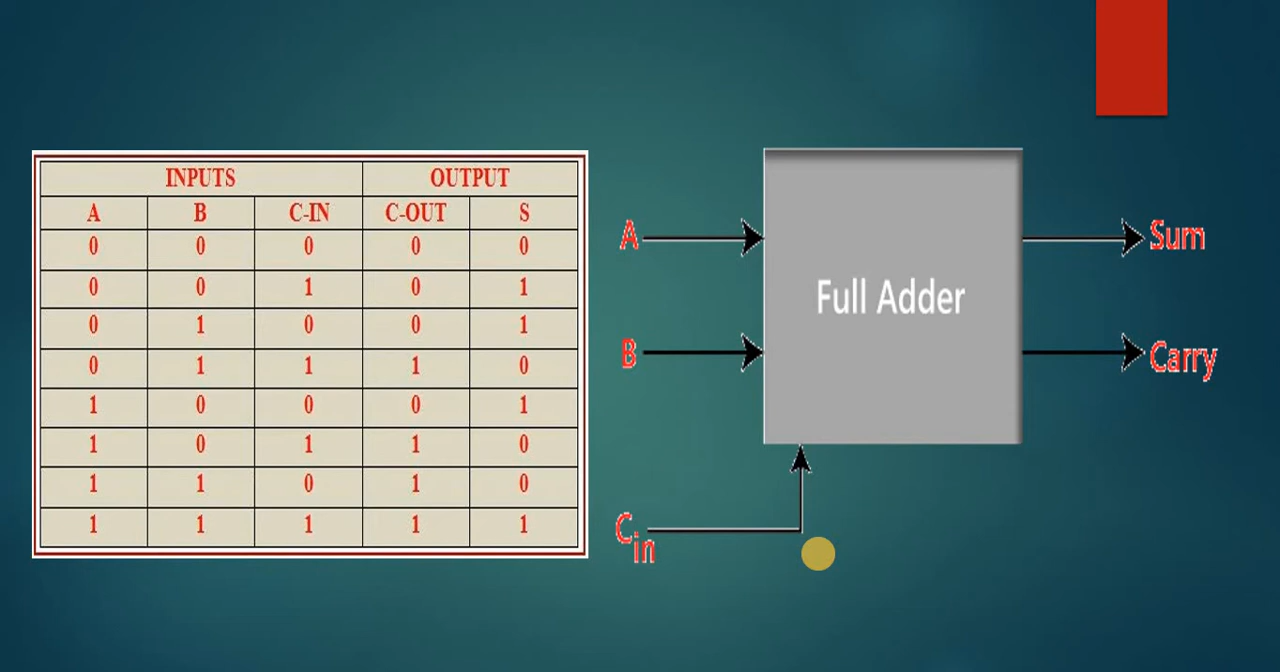 INPUTS OUTPUT
A B C-IN C-OUT S
0 0 0 0 0
0 0 1 0 1
0 1 0 0 1
0 1 1 1 0
1 0 0 0 1
1 0 1 1 0
1 1 0 1 0
1 1 1 1 1
A
B
C in
Full Adder
Sum
Carry